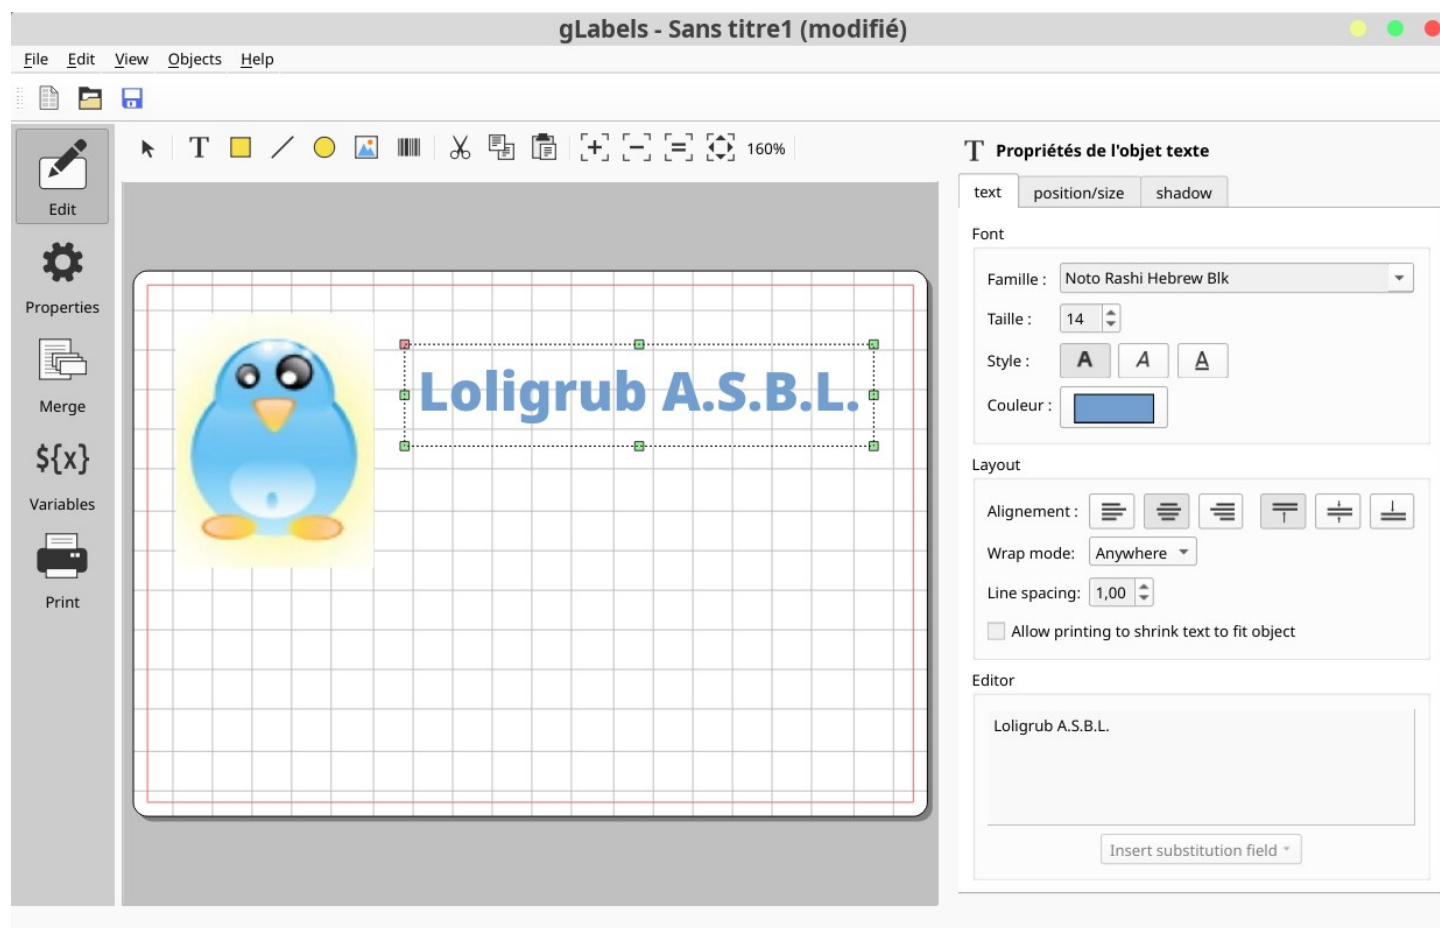 gLabels - Sans titre1 (modifié)
File Edit View Objects Help
T 160%
Edit
Properties
Merge
${x}
Variables
Print
Loligrub A.S.B.L.
T Propriétés de l'objet texte
text position/size shadow
Font
Famille : Noto Rashi Hebrew Blk
Taille : 14
Style : A A A
Couleur :
Layout
Alignement :
Wrap mode: Anywhere
Line spacing: 1,00
Allow printing to shrink text to fit object
Editor
Loligrub A.S.B.L.
Insert substitution field